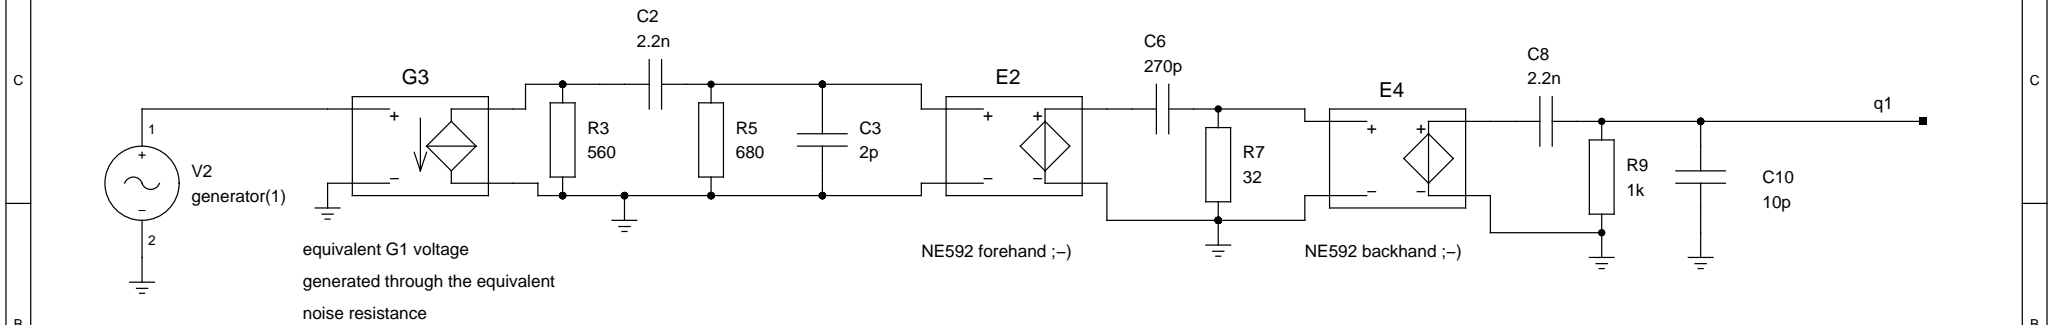 C
C2
2.2n
G3
+
−
R3
560
R5
680
C3
2p
E2
+
−
+
−
C6
270p
R7
32
E4
+
−
+
−
C8
2.2n
R9
1k
C10
10p
q1
C
1
+
−
2
V2
generator(1)
equivalent G1 voltage
generated through the equivalent
noise resistance
NE592 forehand ;−)
NE592 backhand ;−)
B
B